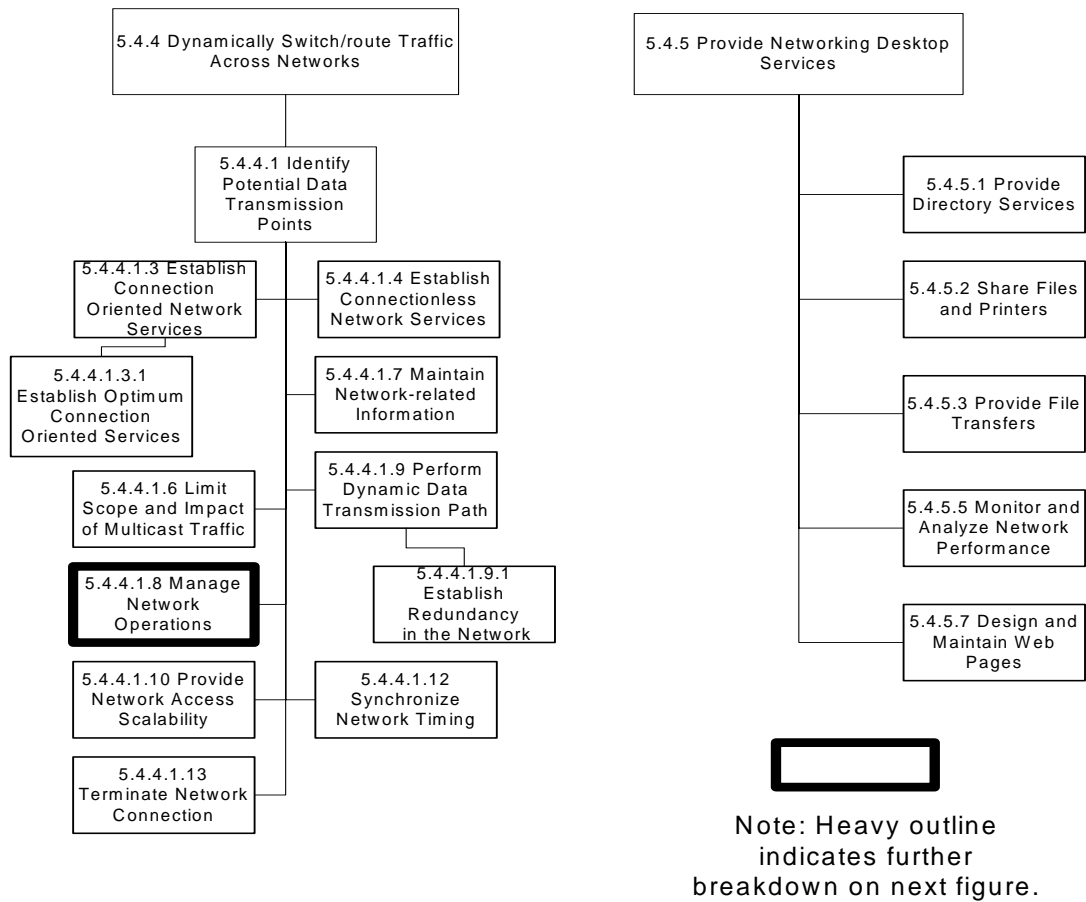 5.4.4 Dynamically Switch/route Traffic
Across Networks
5.4.4.1 Identify
Potential Data
Transmission
Points
5.4.4.1.3 Establish
Connection
Oriented Network
Services
5.4.4.1.4 Establish
Connectionless
Network Services
5.4.4.1.3.1
Establish Optimum
Connection
Oriented Services
5.4.4.1.7 Maintain
Network-related
Information
5.4.4.1.6 Limit
Scope and Impact
of Multicast Traffic
5.4.4.1.9 Perform
Dynamic Data
Transmission Path
5.4.4.1.8 Manage
Network
Operations
5.4.4.1.9.1
Establish
Redundancy
in the Network
5.4.4.1.10 Provide
Network Access
Scalability
5.4.4.1.12
Synchronize
Network Timing
5.4.4.1.13
Terminate Network
Connection
5.4.5 Provide Networking Desktop
Services
5.4.5.1 Provide
Directory Services
5.4.5.2 Share Files
and Printers
5.4.5.3 Provide File
Transfers
5.4.5.5 Monitor and
Analyze Network
Performance
5.4.5.7 Design and
Maintain Web
Pages
Note: Heavy outline
indicates further
breakdown on next figure.